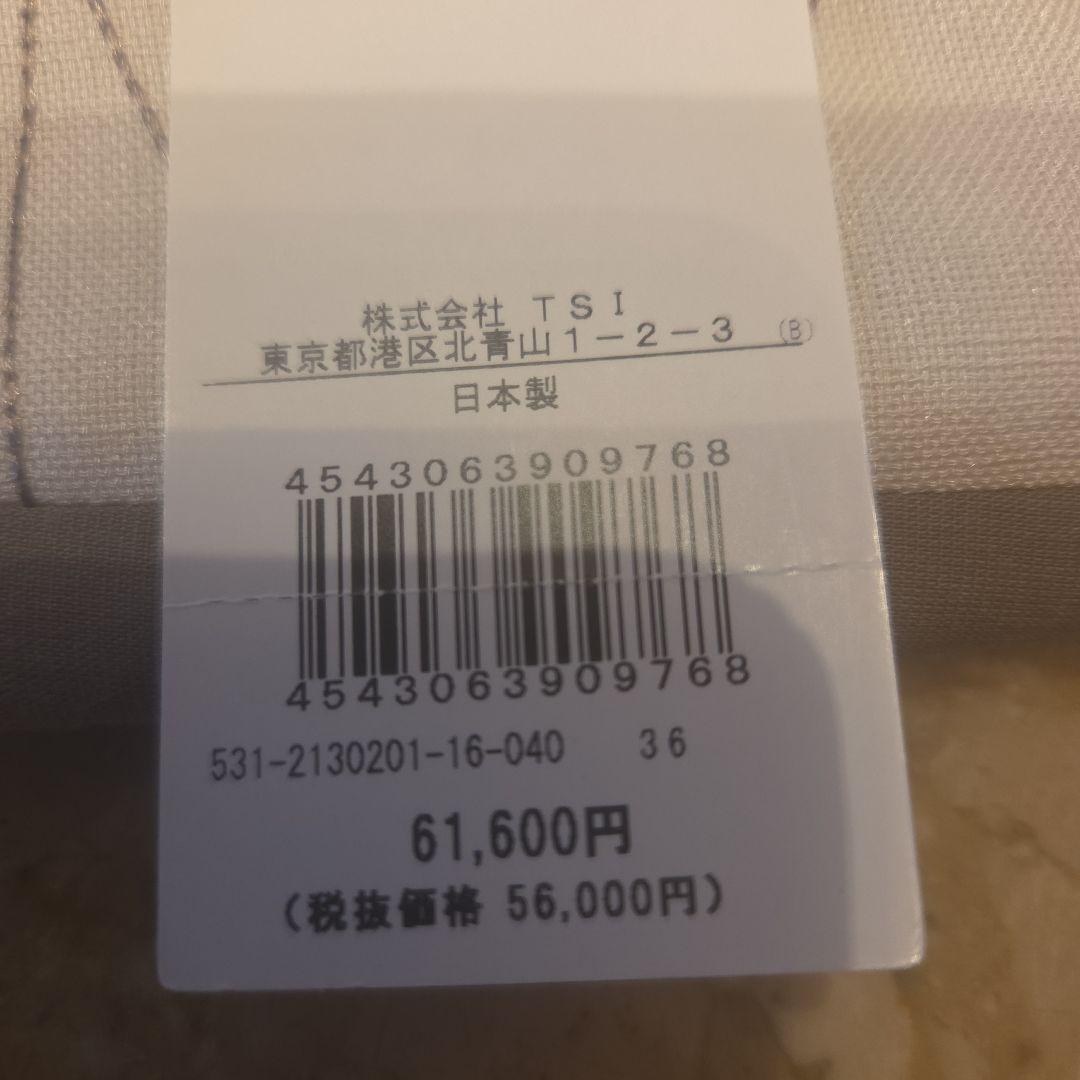 株式会社 ＴＳＩ
東京都港区北青山１－２－３ Ⓑ
日本製
4543063909768
4543063909768
531-2130201-16-040 36
61,600円
（税抜価格 56,000円）